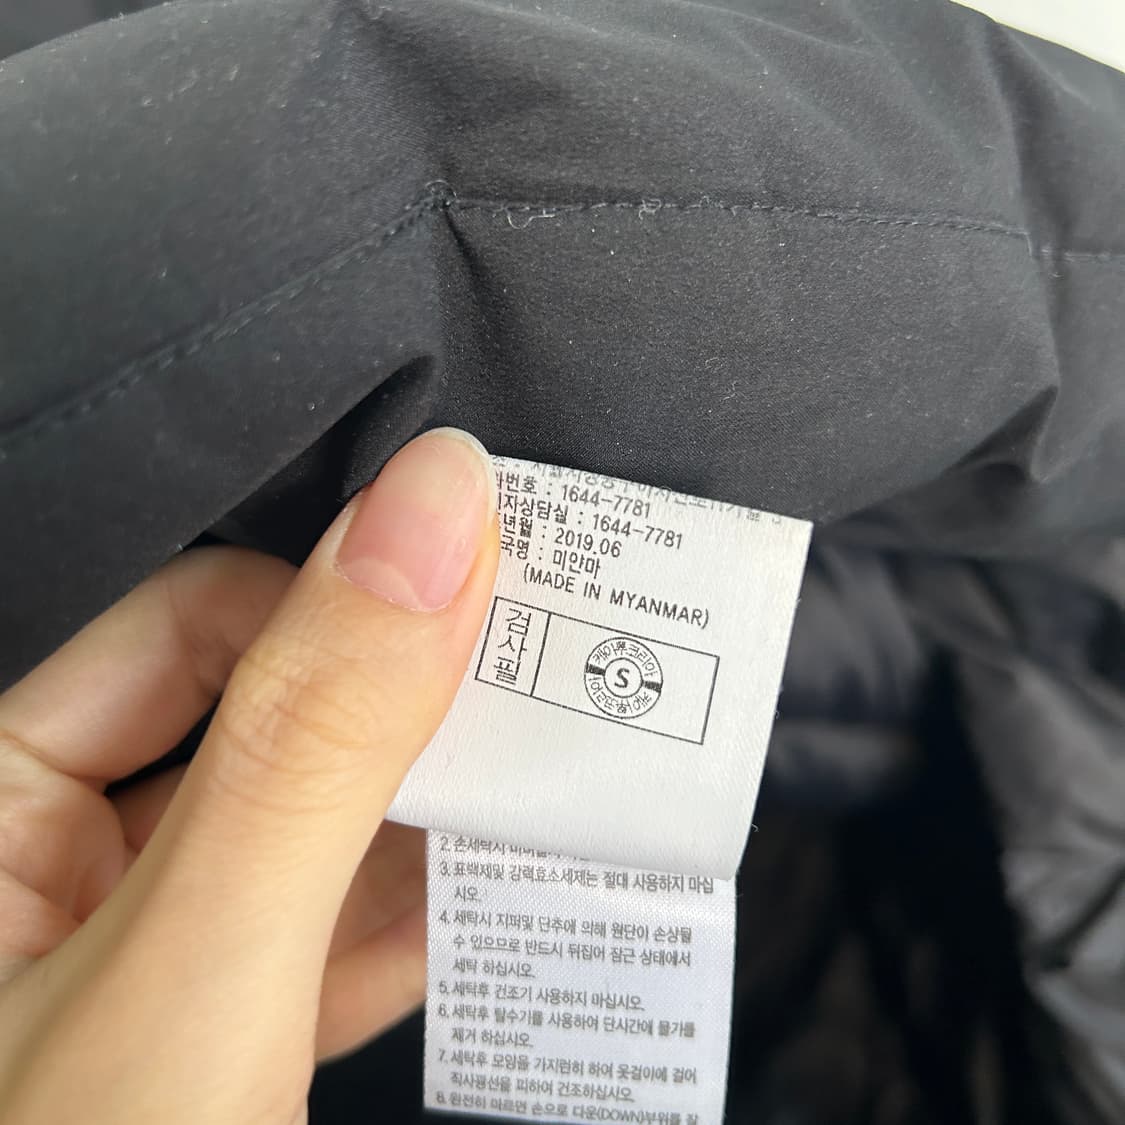 화번호 : 1644-7781
비자상담실 : 1644-7781
조년월 : 2019.06
국명 : 미얀마
(MADE IN MYANMAR)
검사필
S
2. 손세탁시
3. 표백제및 강력효소세제는 절대 사용하지 마십
시오.
4. 세탁시 지퍼및 단추에 의해 원단이 손상될
수 있으므로 반드시 뒤집어 잠근 상태에서
세탁 하십시오.
5. 세탁후 건조기 사용하지 마십시오.
6. 세탁후 탈수기를 사용하여 단시간에 물기를
제거 하십시오.
7. 세탁후 모양을 가지런히 하여 옷걸이에 걸어
직사광선을 피하여 건조하십시오.
8. 완전히 마르면 손으로 다운(DOWN)부위를 잘